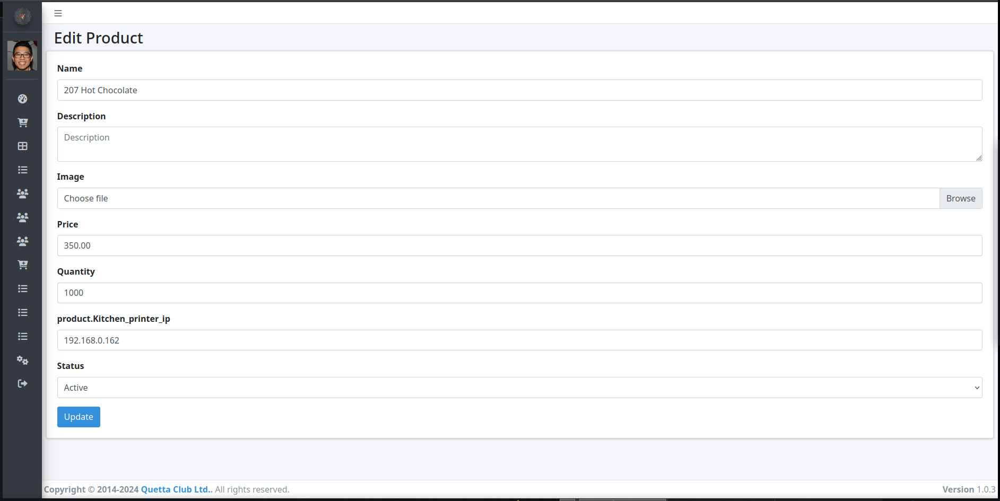 Edit Product
Name
207 Hot Chocolate
Description
Description
Image
Choose file Browse
Price
350.00
Quantity
1000
product.Kitchen_printer_ip
192.168.0.162
Status
Active
Update
Copyright © 2014-2024 Quetta Club Ltd.. All rights reserved. Version 1.0.3